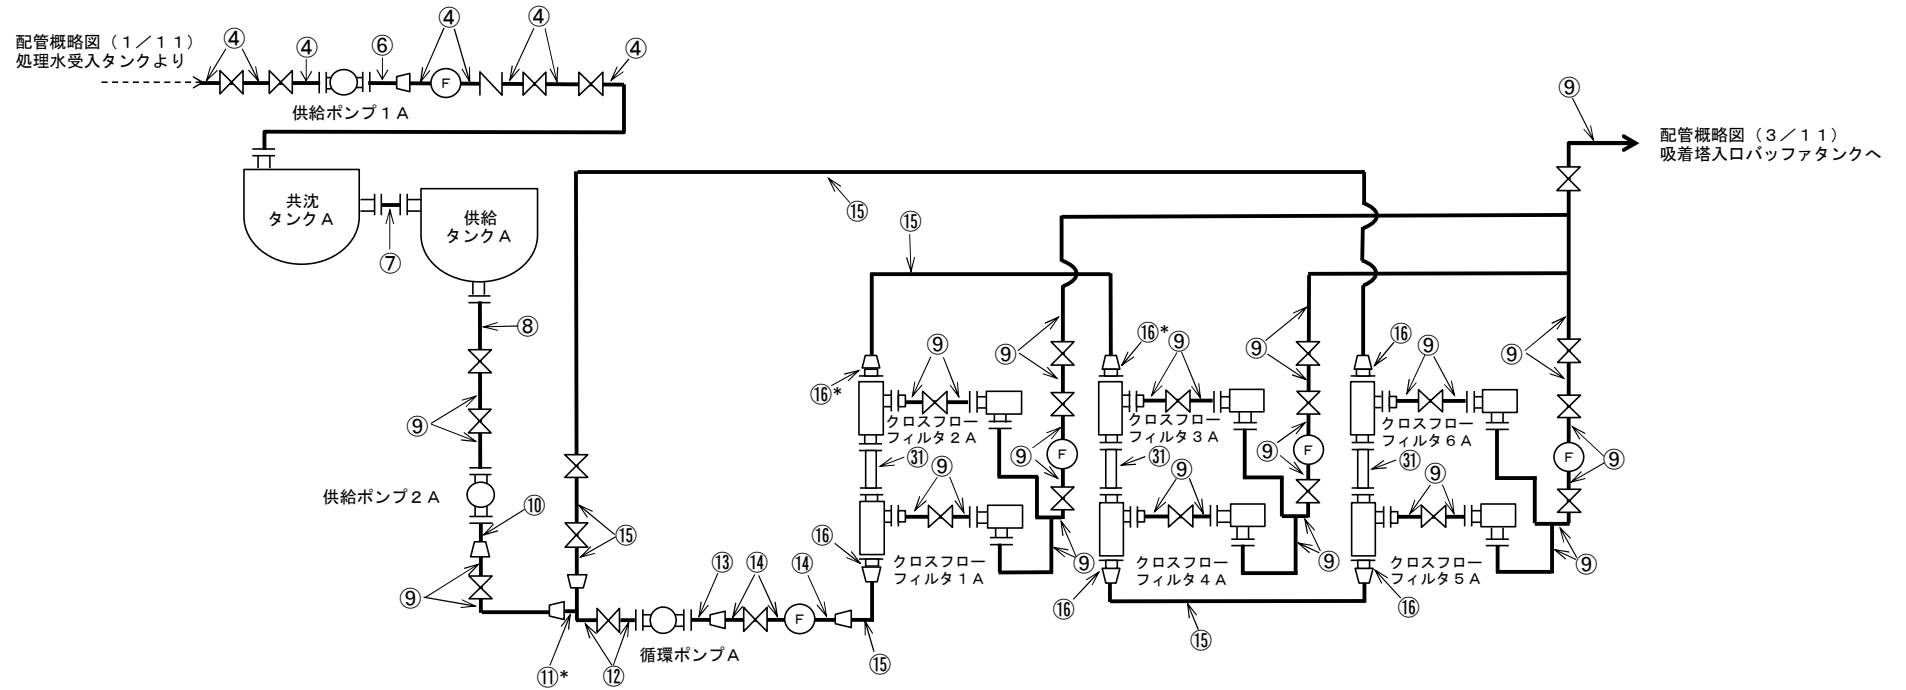 ④ ④ ⑥ ④ ④ ④
配管概略図（1／11）
処理水受入タンクより
F
供給ポンプ1A
⑨
配管概略図（3／11）
吸着塔入口バッファタンクへ
共沈
タンクA
供給
タンクA
⑦
⑮
⑮
⑧
⑯* ⑨ ⑨ ⑯* ⑨ ⑨ ⑯ ⑨ ⑨
クロスフロー
フィルタ2A
クロスフロー
フィルタ3A
クロスフロー
フィルタ6A
⑨
㉛ ⑨ ⑨ F
㉛ ⑨ ⑨ F
㉛ ⑨ ⑨ F
供給ポンプ2A
⑩
⑮
⑯
クロスフロー
フィルタ1A
⑨
クロスフロー
フィルタ4A
⑨
クロスフロー
フィルタ5A
⑨
⑨
⑬ ⑭ ⑭
F
⑯
⑯
⑪* ⑫
循環ポンプA
⑮
⑮